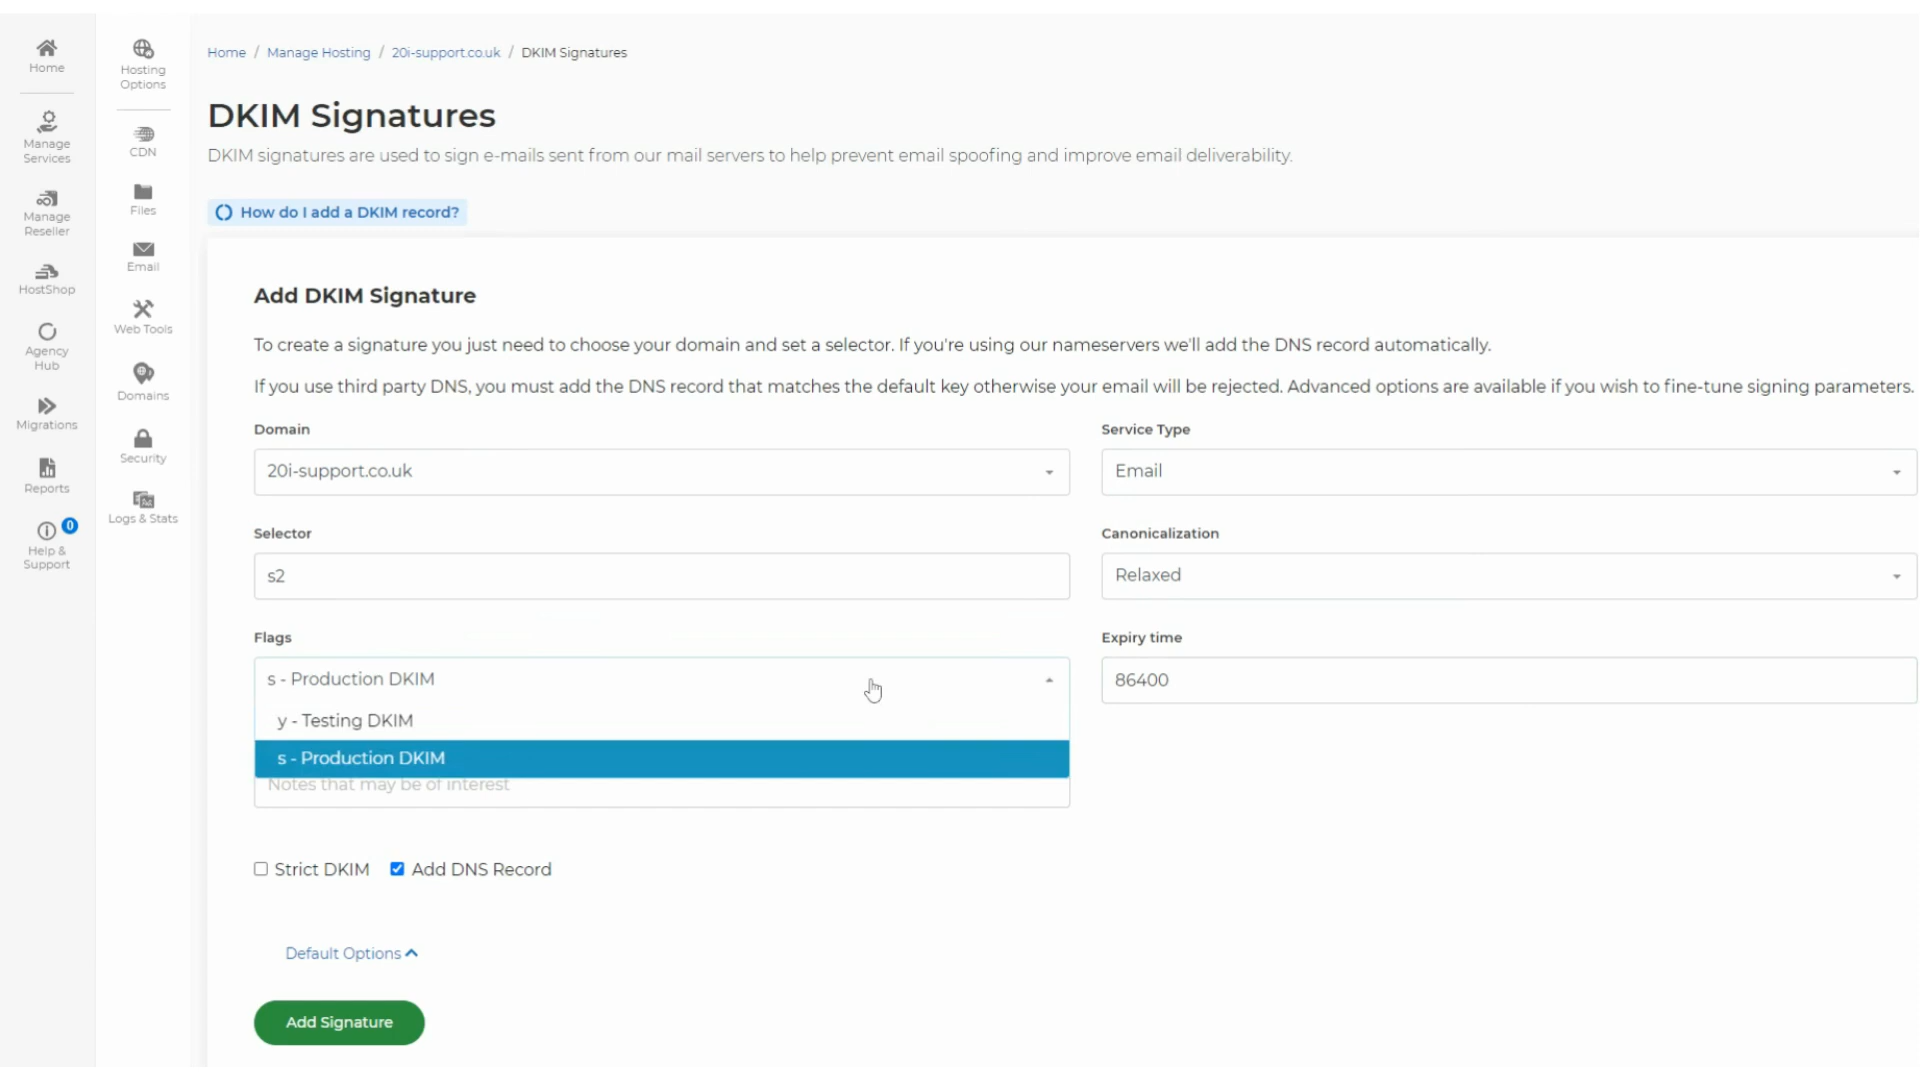 Home
Manage
Services
Manage
Reseller
HostShop
Agency
Hub
Migrations
Reports
0
Help &
Support
Hosting
Options
CDN
Files
Email
Web Tools
Domains
Security
Logs & Stats
Home / Manage Hosting / 20i-support.co.uk / DKIM Signatures
DKIM Signatures
DKIM signatures are used to sign e-mails sent from our mail servers to help prevent email spoofing and improve email deliverability.
How do I add a DKIM record?
Add DKIM Signature
To create a signature you just need to choose your domain and set a selector. If you're using our nameservers we'll add the DNS record automatically.
If you use third party DNS, you must add the DNS record that matches the default key otherwise your email will be rejected. Advanced options are available if you wish to fine-tune signing parameters.
Domain
20i-support.co.uk
Service Type
Email
Selector
s2
Canonicalization
Relaxed
Flags
s - Production DKIM
y - Testing DKIM
s - Production DKIM
Notes that may be of interest
Expiry time
86400
Strict DKIM
Add DNS Record
Default Options
Add Signature